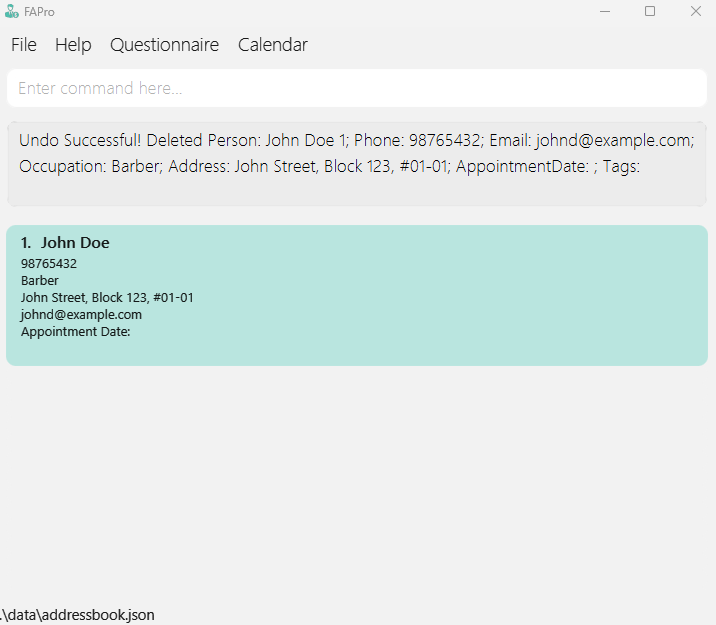 FAPro
File Help Questionnaire Calendar
Enter command here...
Undo Successful! Deleted Person: John Doe 1; Phone: 98765432; Email: johnd@example.com;
Occupation: Barber; Address: John Street, Block 123, #01-01; AppointmentDate: ; Tags:
1. John Doe
98765432
Barber
John Street, Block 123, #01-01
johnd@example.com
Appointment Date:
.\data\addressbook.json